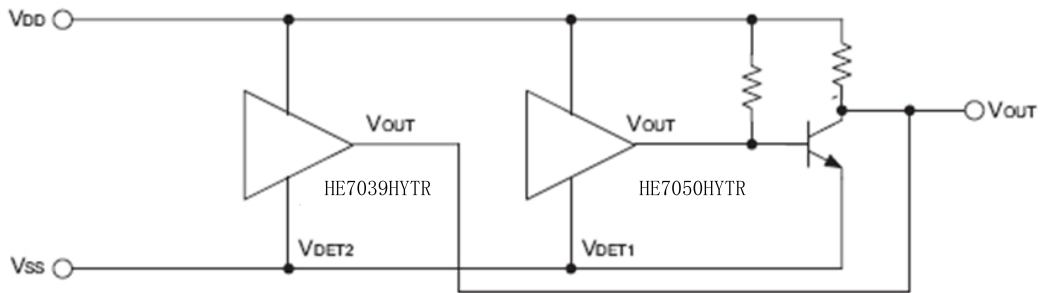 VDD
VOUT
VOUT
VOUT
HE7039HYTR
HE7050HYTR
VDET2
VDET1
VSS